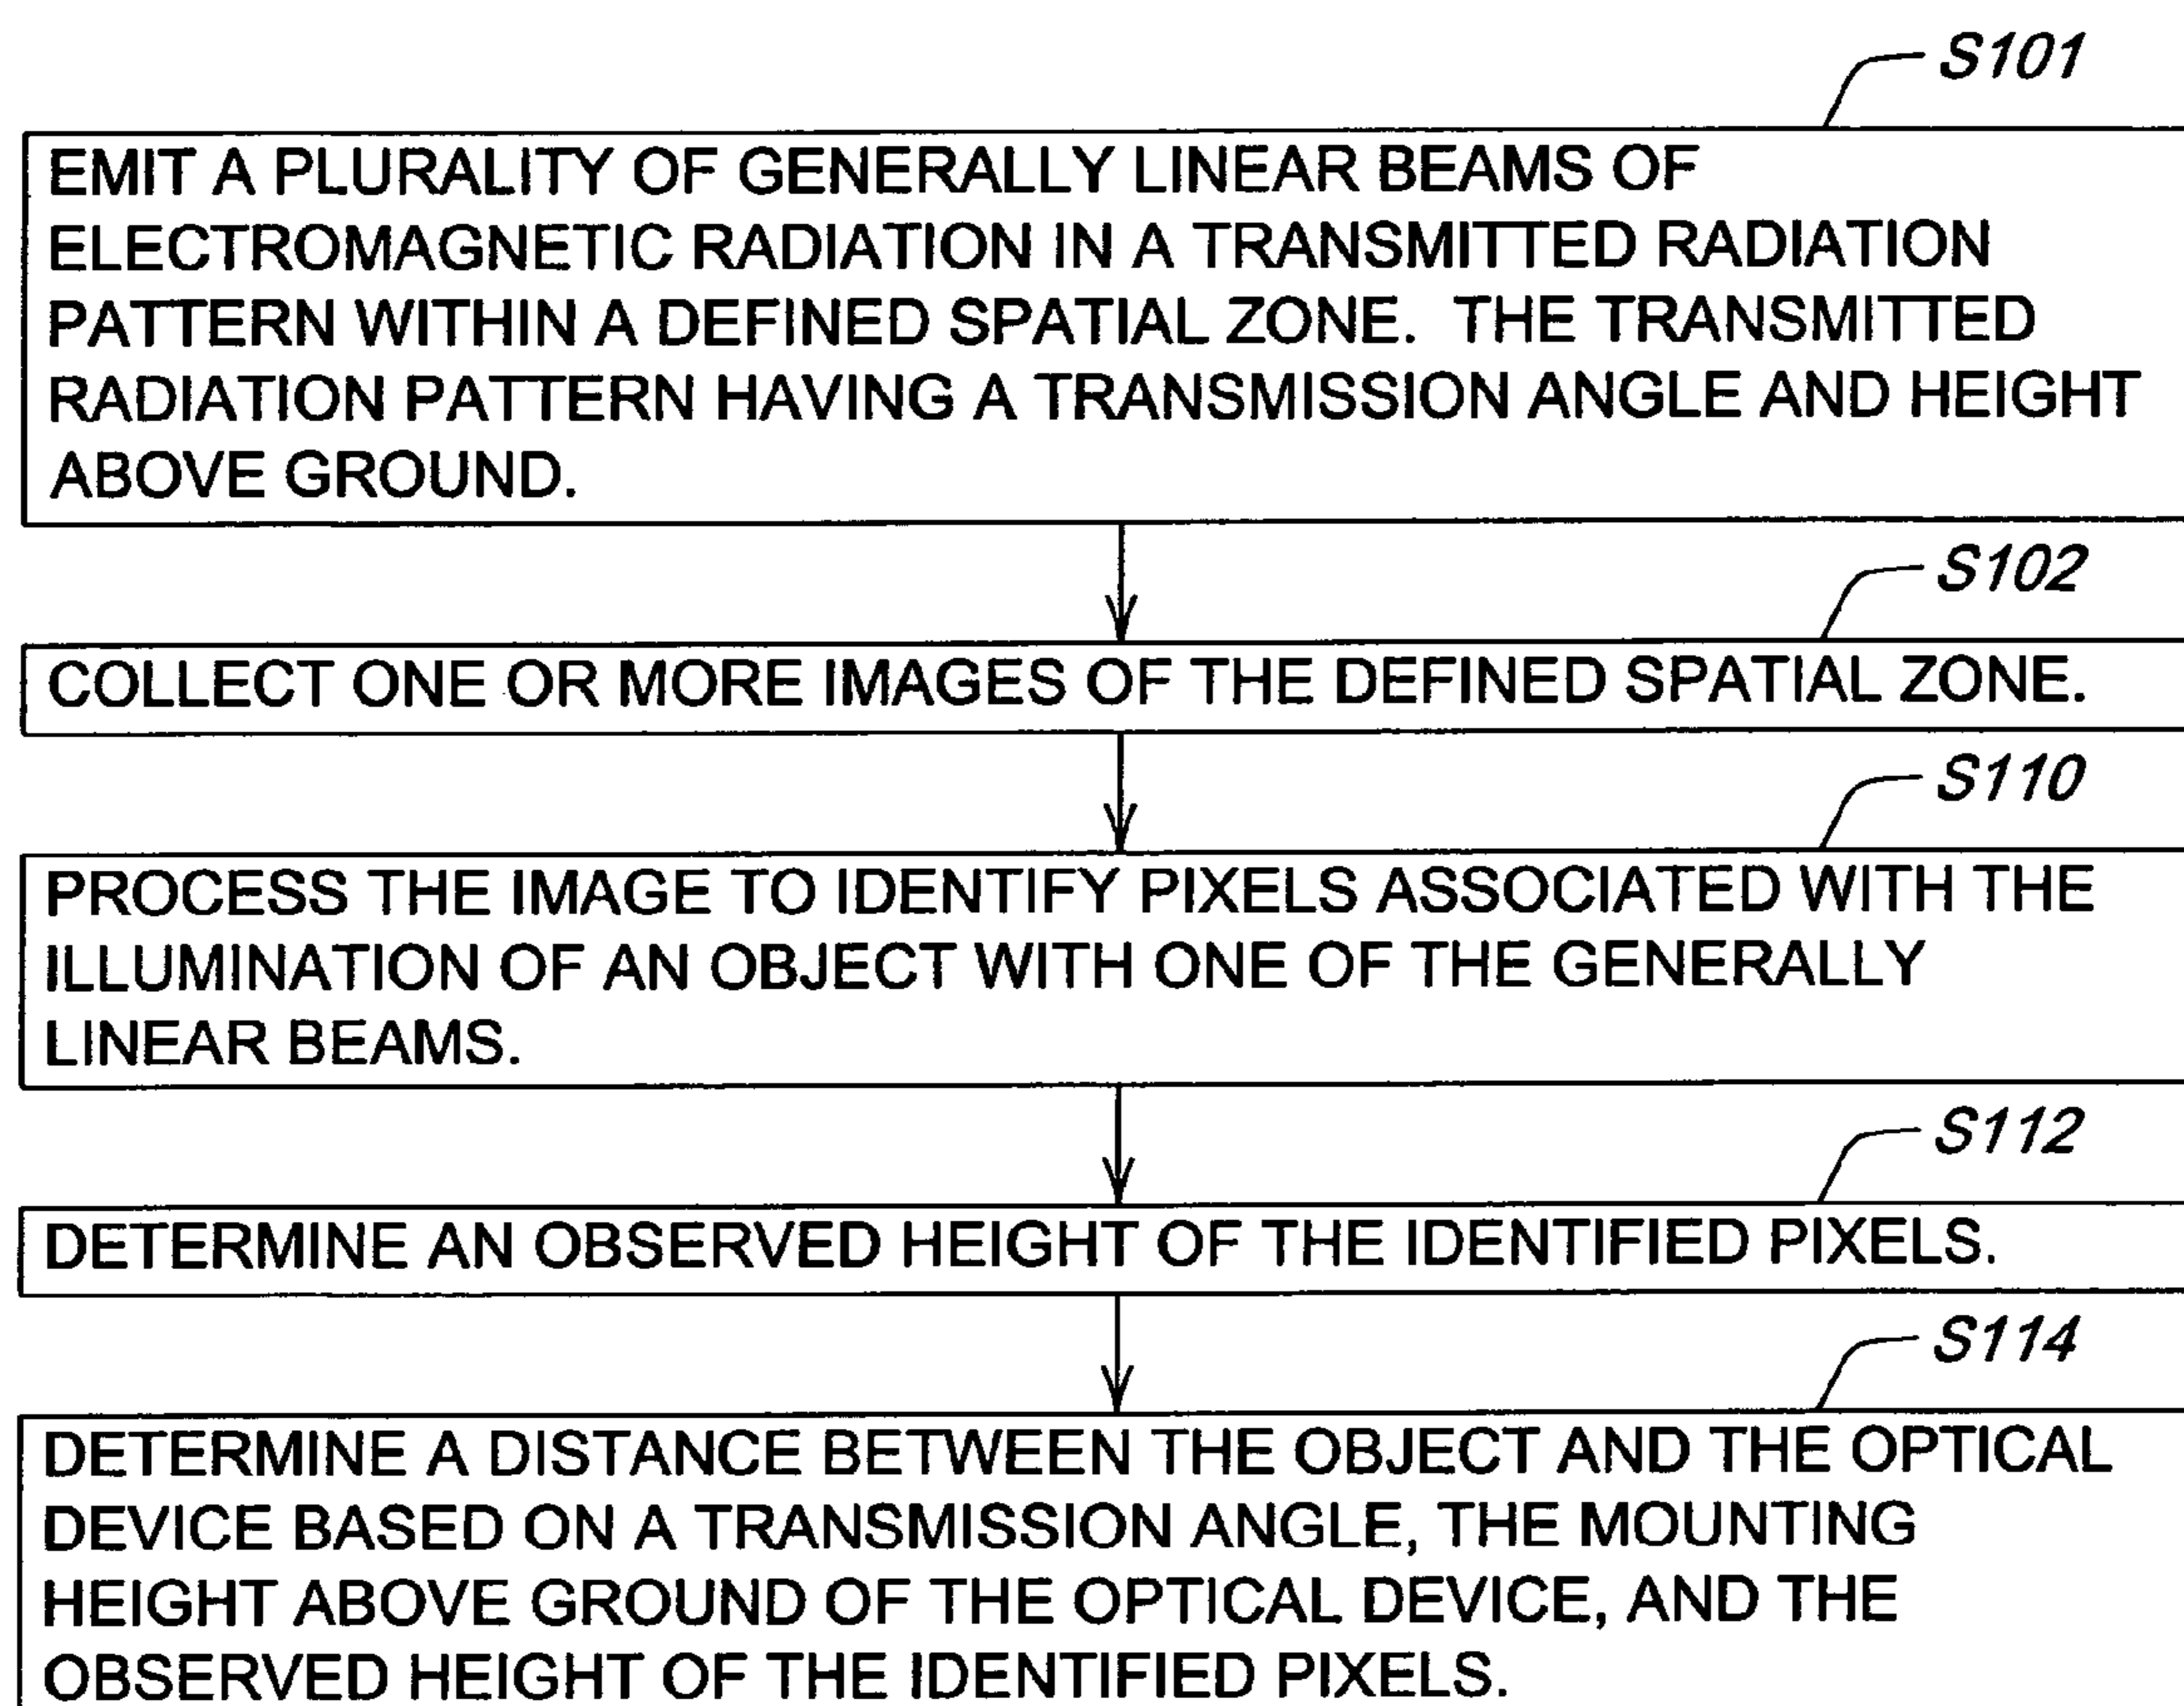 S101
EMIT A PLURALITY OF GENERALLY LINEAR BEAMS OF
ELECTROMAGNETIC RADIATION IN A TRANSMITTED RADIATION
PATTERN WITHIN A DEFINED SPATIAL ZONE. THE TRANSMITTED
RADIATION PATTERN HAVING A TRANSMISSION ANGLE AND HEIGHT
ABOVE GROUND.
S102
COLLECT ONE OR MORE IMAGES OF THE DEFINED SPATIAL ZONE.
S110
PROCESS THE IMAGE TO IDENTIFY PIXELS ASSOCIATED WITH THE
ILLUMINATION OF AN OBJECT WITH ONE OF THE GENERALLY
LINEAR BEAMS.
S112
DETERMINE AN OBSERVED HEIGHT OF THE IDENTIFIED PIXELS.
S114
DETERMINE A DISTANCE BETWEEN THE OBJECT AND THE OPTICAL
DEVICE BASED ON A TRANSMISSION ANGLE, THE MOUNTING
HEIGHT ABOVE GROUND OF THE OPTICAL DEVICE, AND THE
OBSERVED HEIGHT OF THE IDENTIFIED PIXELS.